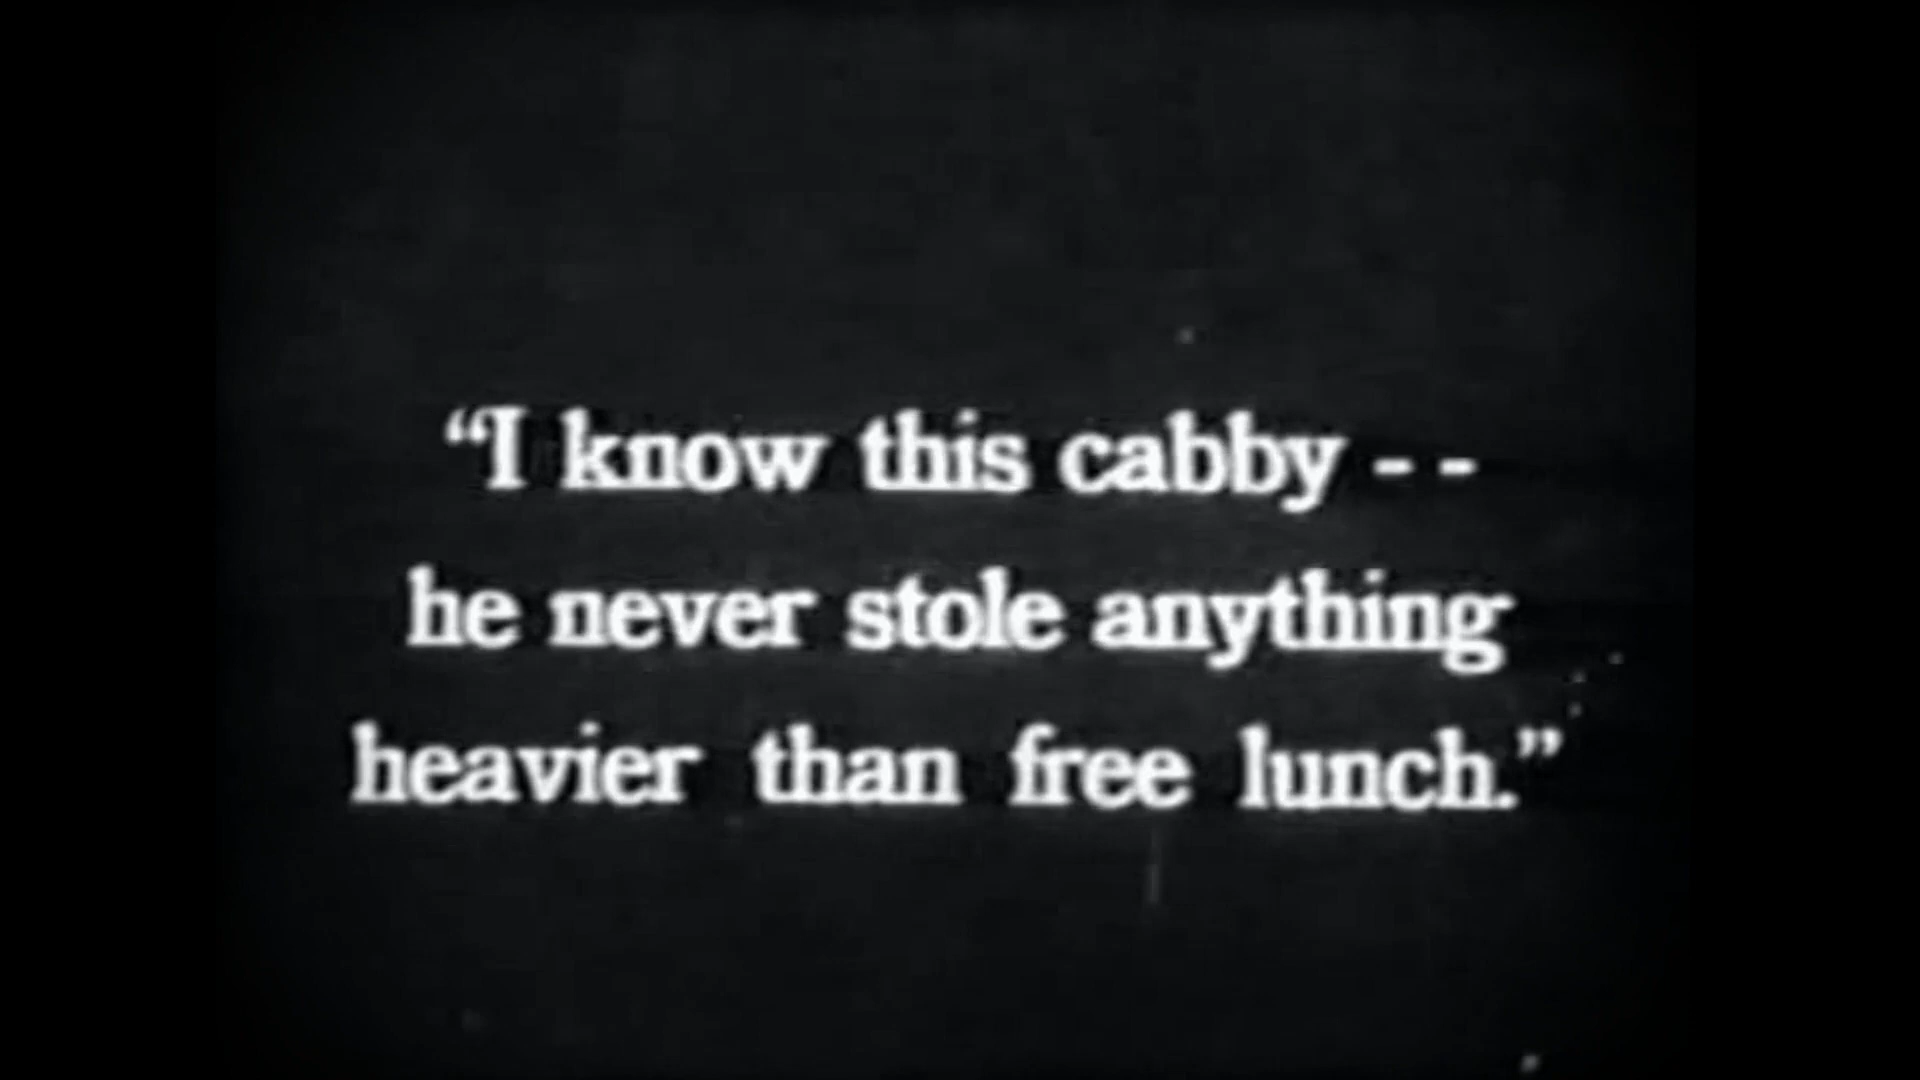 “I know this cabby - -
he never stole anything
heavier than free lunch.”